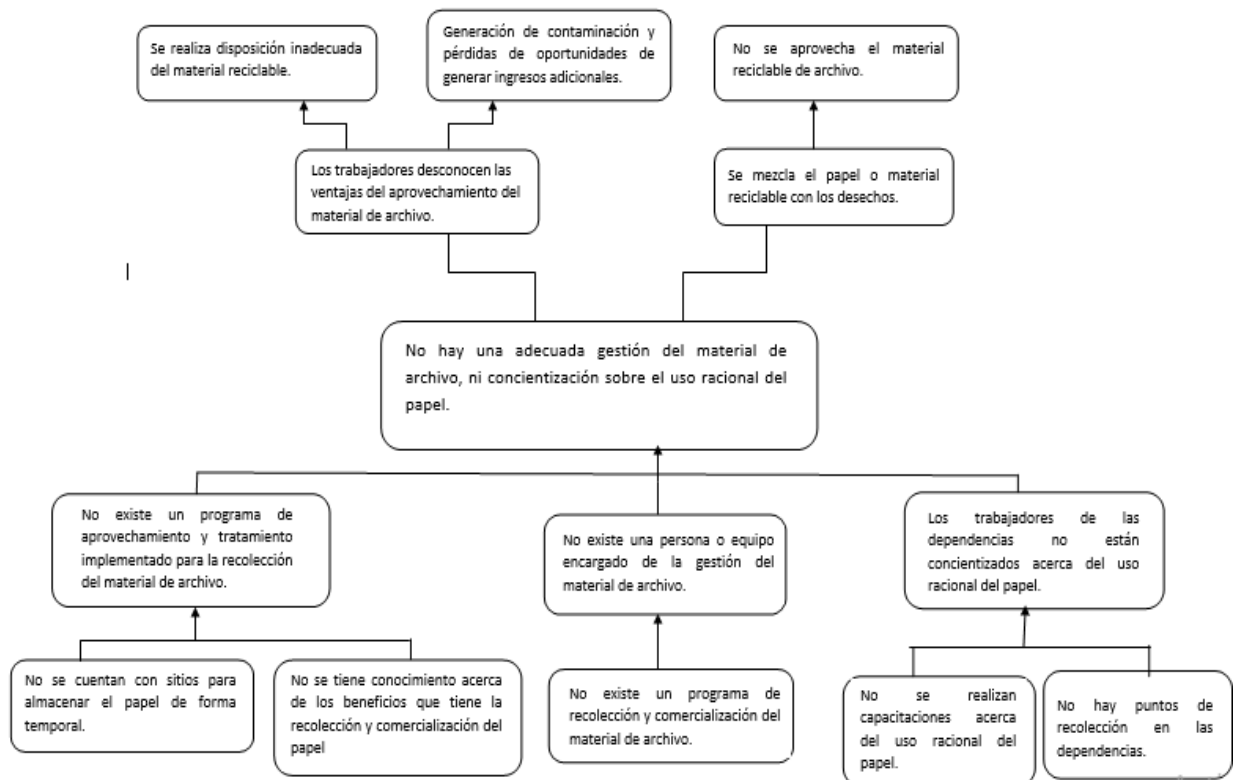 Se realiza disposición inadecuada
del material reciclable.
Generación de contaminación y
pérdidas de oportunidades de
generar ingresos adicionales.
No se aprovecha el material
reciclable de archivo.
Los trabajadores desconocen las
ventajas del aprovechamiento del
material de archivo.
Se mezcla el papel o material
reciclable con los desechos.
No hay una adecuada gestión del material de
archivo, ni concientización sobre el uso racional del
papel.
No existe un programa de
aprovechamiento y tratamiento
implementado para la recolección
del material de archivo.
No existe una persona o equipo
encargado de la gestión del
material de archivo.
Los trabajadores de las
dependencias no están
concientizados acerca del uso
racional del papel.
No se cuentan con sitios para
almacenar el papel de forma
temporal.
No se tiene conocimiento acerca
de los beneficios que tiene la
recolección y comercialización del
papel
No existe un programa de
recolección y comercialización del
material de archivo.
No se realizan
capacitaciones acerca
del uso racional del
papel.
No hay puntos de
recolección en las
dependencias.